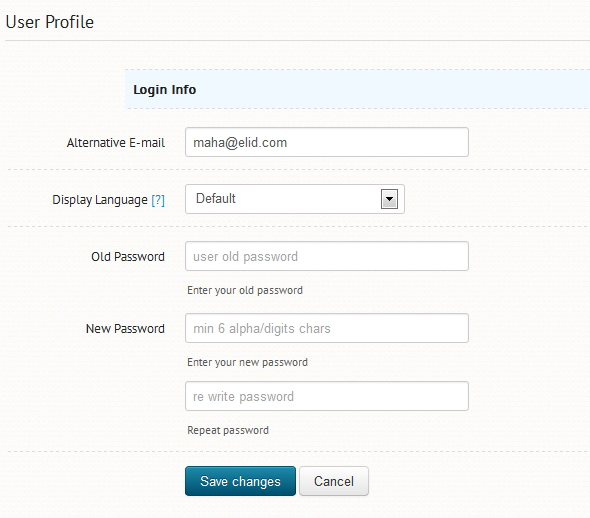 User Profile
Login Info
Alternative E-mail maha@elid.com
Display Language [?] Default
Old Password user old password
Enter your old password
New Password min 6 alpha/digits chars
Enter your new password
re write password
Repeat password
Save changes Cancel